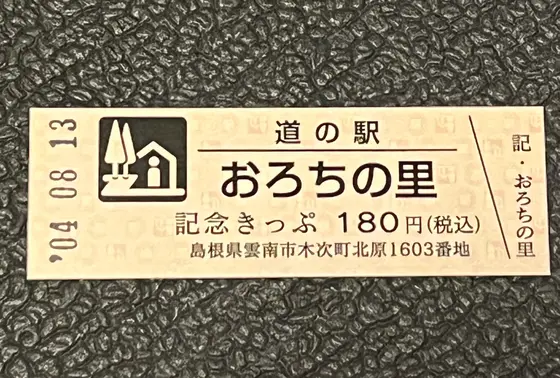 '04 08 13
道の駅
おろちの里
記念きっぷ 180円(税込)
島根県雲南市木次町北原1603番地
記・おろちの里